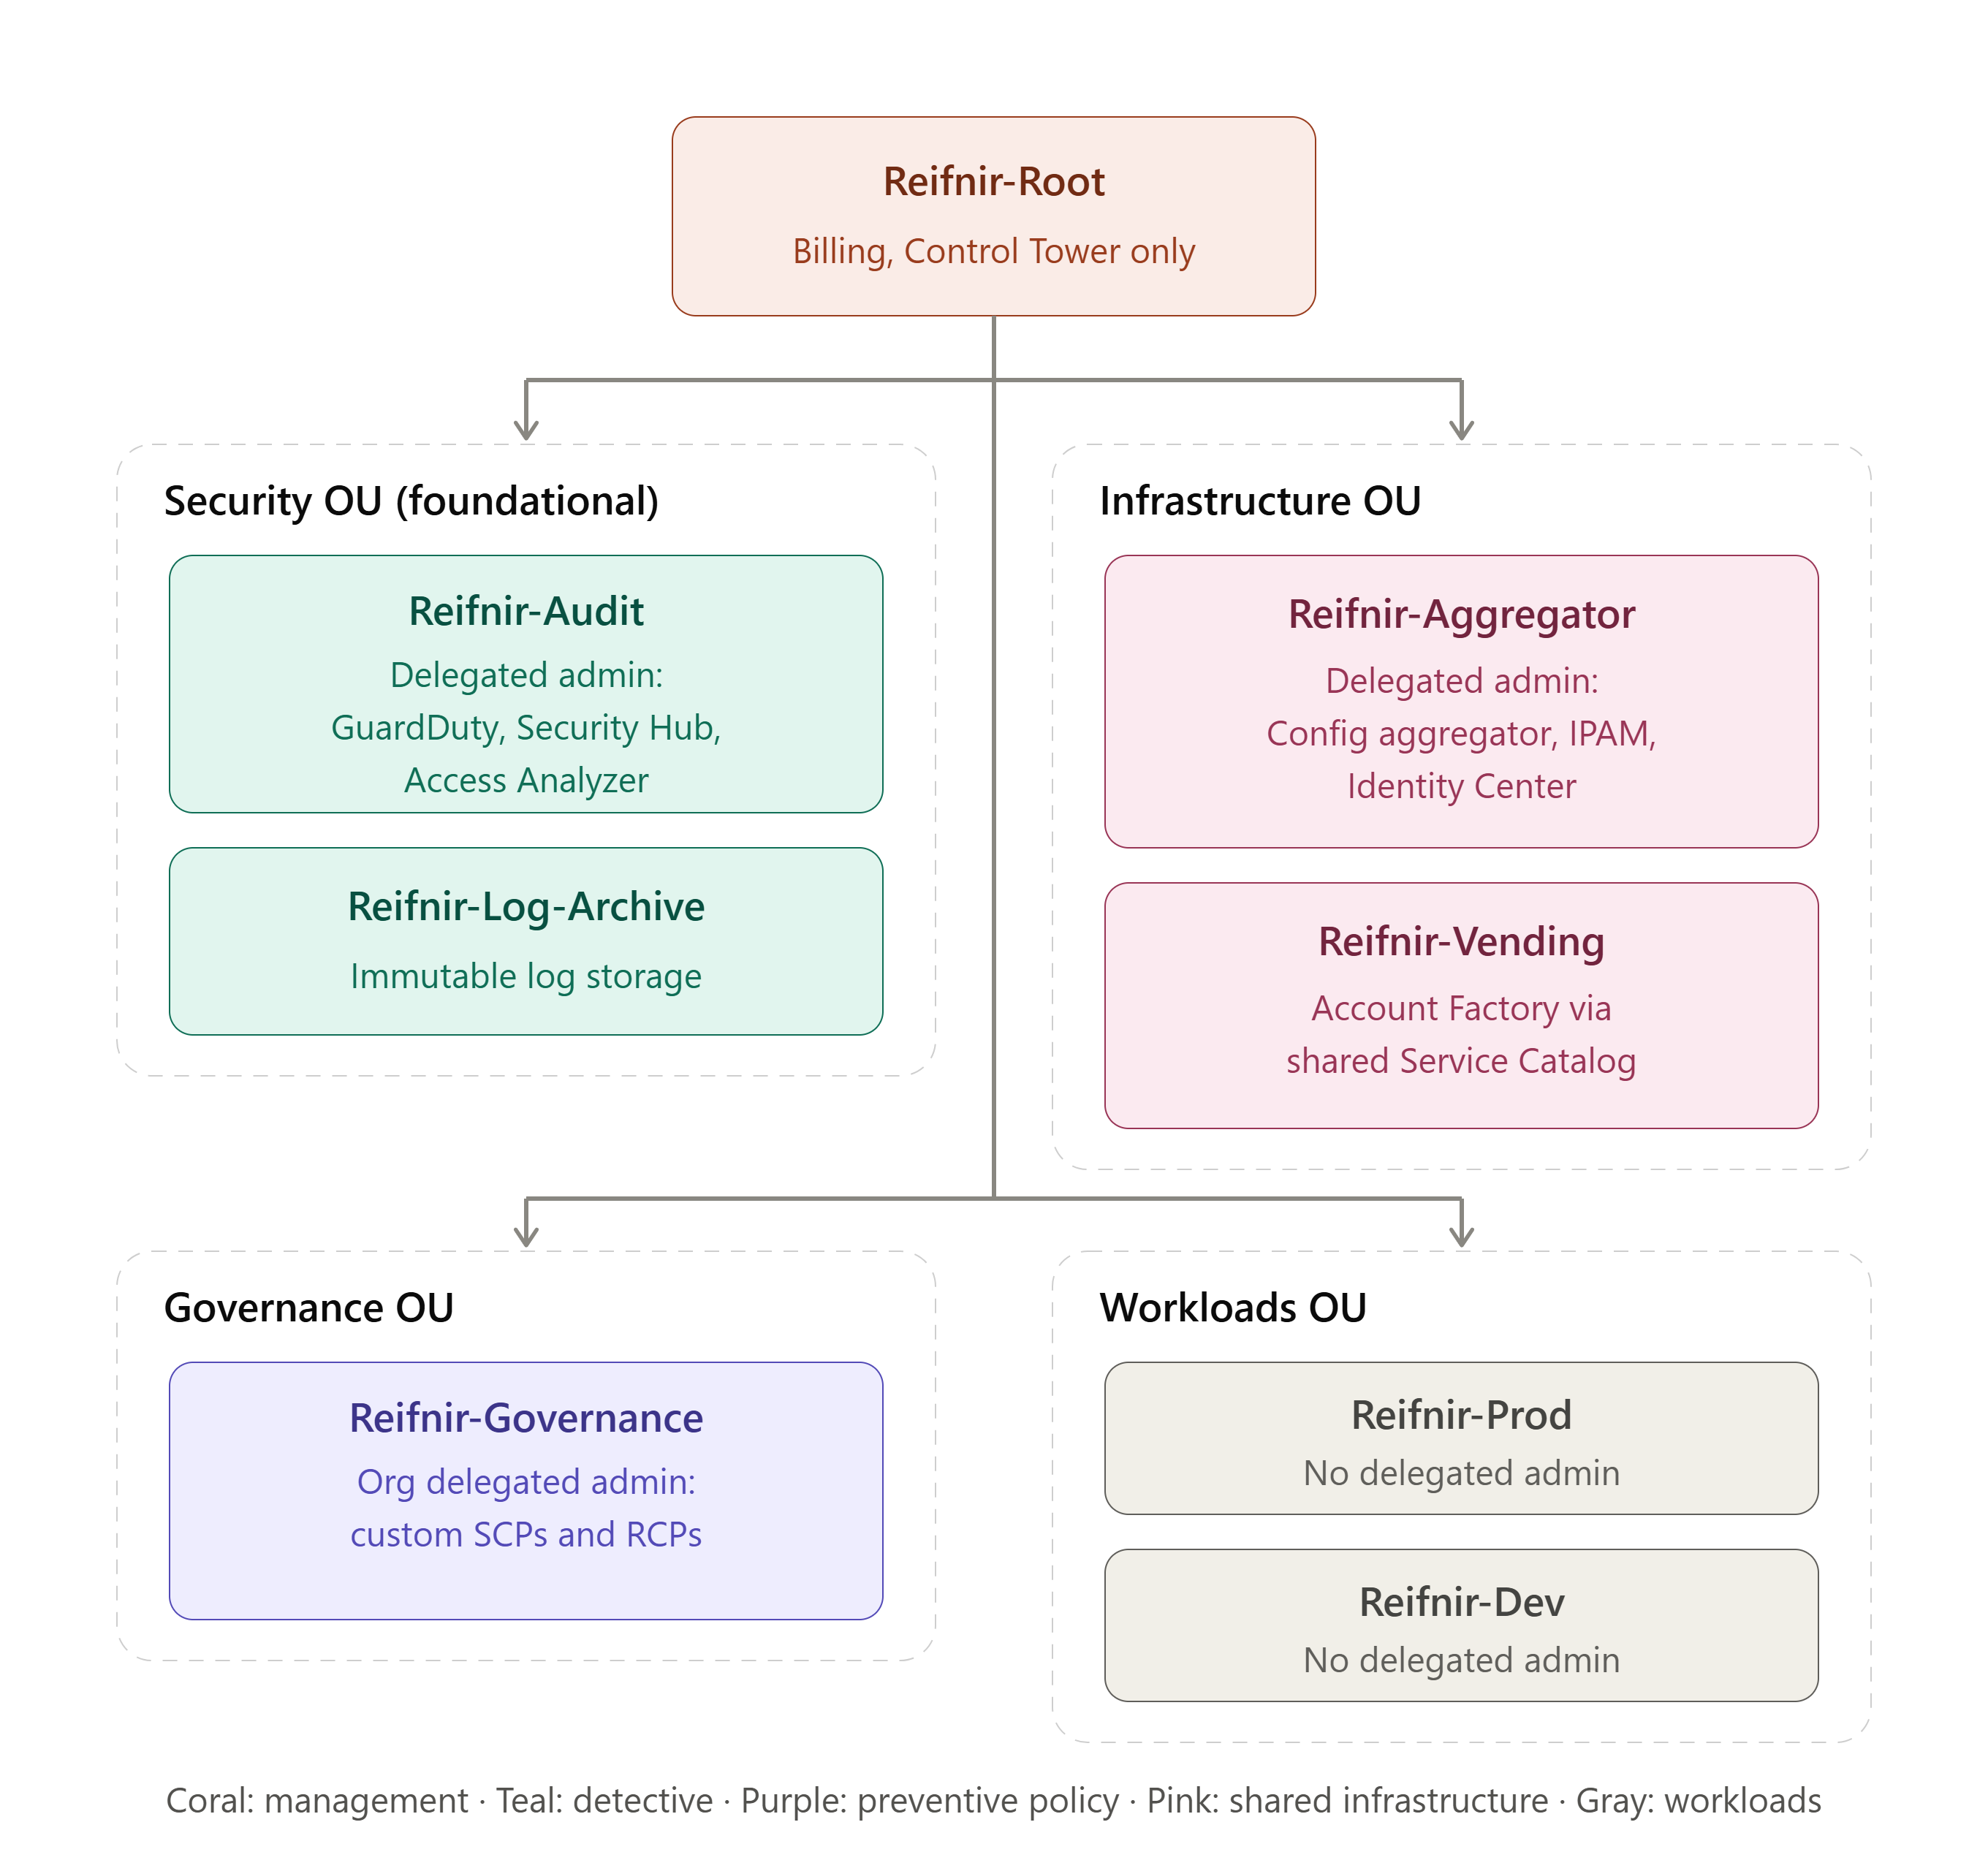 Reifnir-Root
Billing, Control Tower only
Security OU (foundational)
Reifnir-Audit
Delegated admin:
GuardDuty, Security Hub,
Access Analyzer
Reifnir-Log-Archive
Immutable log storage
Infrastructure OU
Reifnir-Aggregator
Delegated admin:
Config aggregator, IPAM,
Identity Center
Reifnir-Vending
Account Factory via
shared Service Catalog
Governance OU
Reifnir-Governance
Org delegated admin:
custom SCPs and RCPs
Workloads OU
Reifnir-Prod
No delegated admin
Reifnir-Dev
No delegated admin
Coral: management · Teal: detective · Purple: preventive policy · Pink: shared infrastructure · Gray: workloads